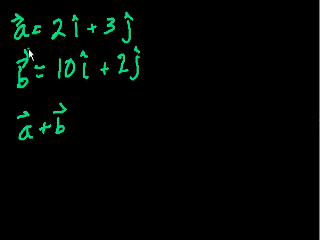 a⃗ = 2î + 3ĵ
b⃗ = 10î + 2ĵ
a⃗ + b⃗